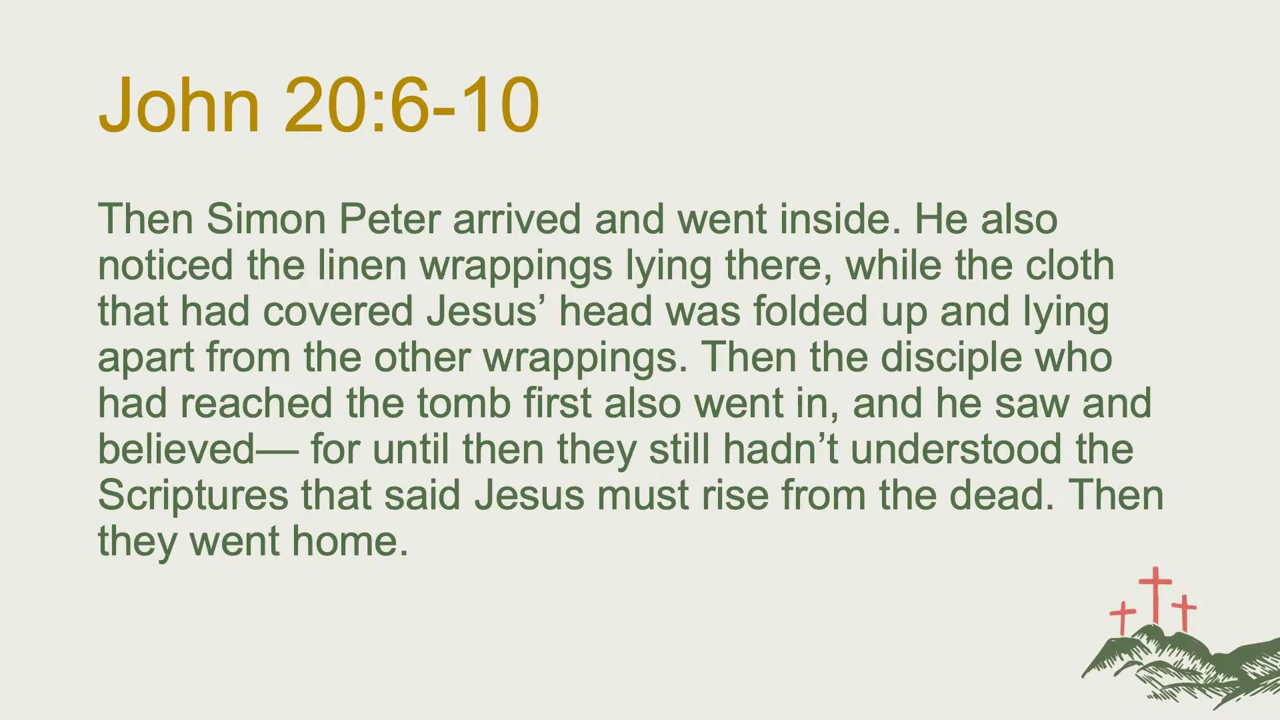 John 20:6-10
Then Simon Peter arrived and went inside. He also
noticed the linen wrappings lying there, while the cloth
that had covered Jesus’ head was folded up and lying
apart from the other wrappings. Then the disciple who
had reached the tomb first also went in, and he saw and
believed— for until then they still hadn’t understood the
Scriptures that said Jesus must rise from the dead. Then
they went home.